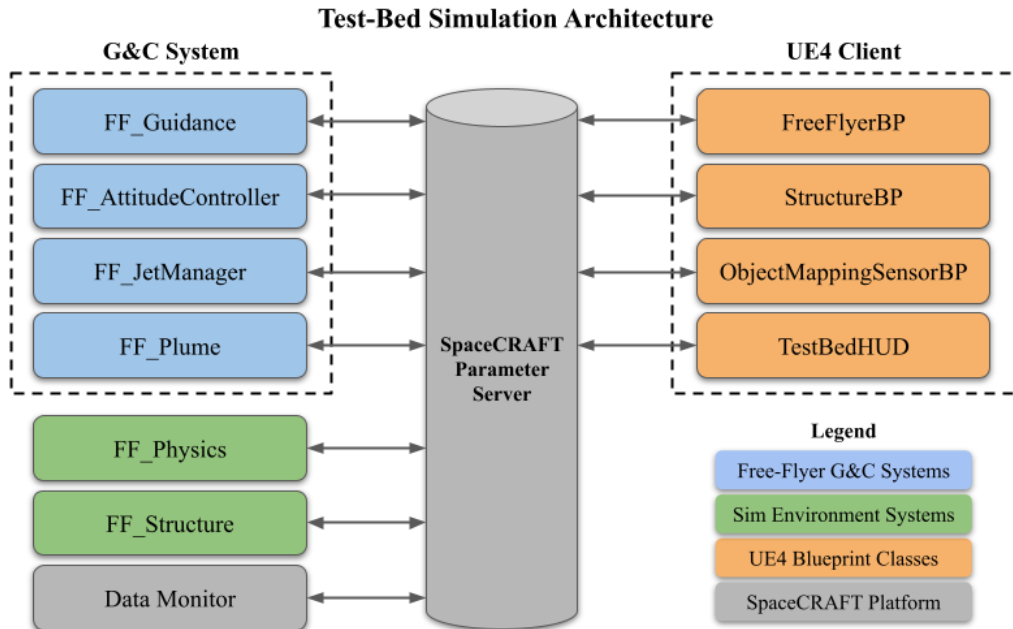 Test-Bed Simulation Architecture
G&C System
FF_Guidance
FF_AttitudeController
FF_JetManager
FF_Plume
FF_Physics
FF_Structure
Data Monitor
SpaceCRAFT
Parameter
Server
UE4 Client
FreeFlyerBP
StructureBP
ObjectMappingSensorBP
TestBedHUD
Legend
Free-Flyer G&C Systems
Sim Environment Systems
UE4 Blueprint Classes
SpaceCRAFT Platform